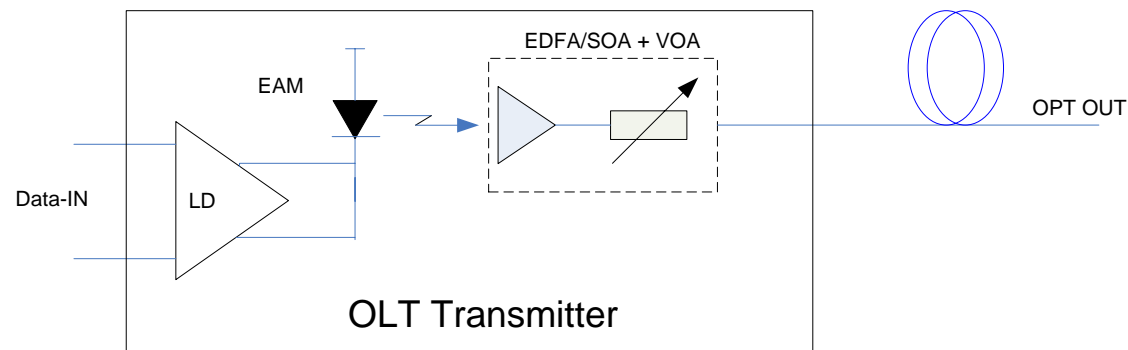 EDFA/SOA + VOA
EAM
OPT OUT
Data-IN
LD
OLT Transmitter